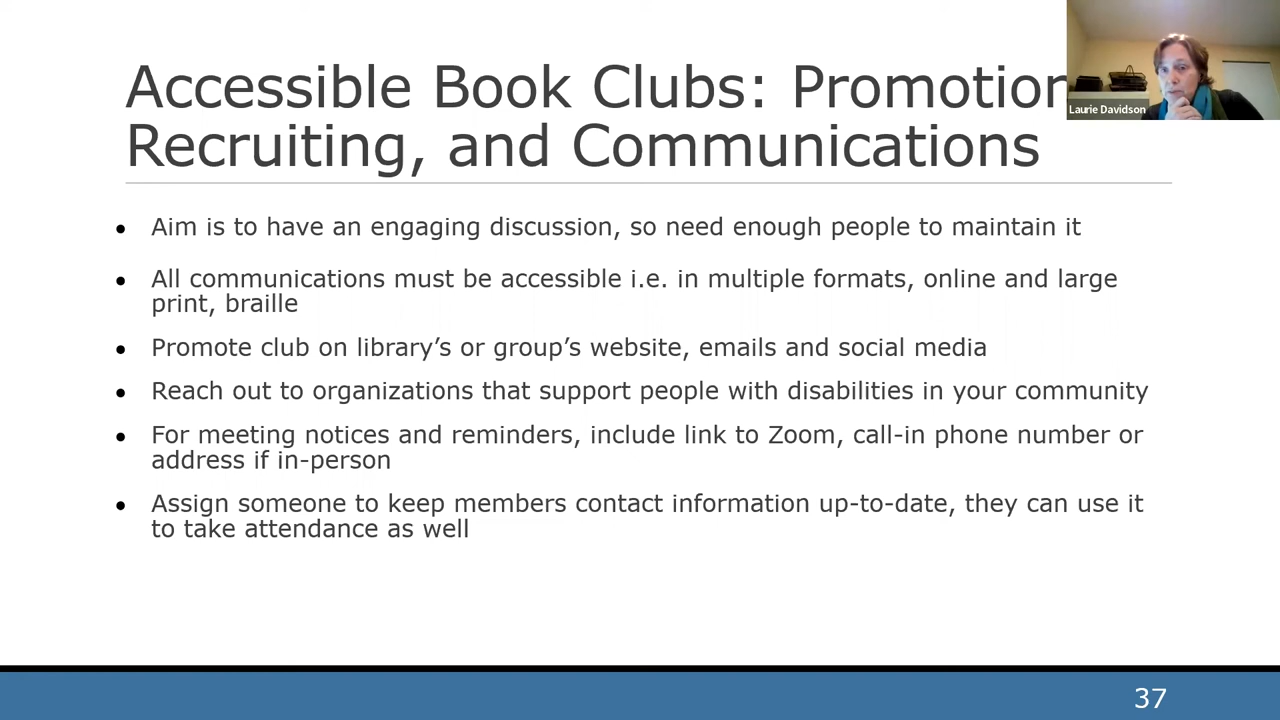 Accessible Book Clubs: Promotion
Recruiting, and Communications
Laurie Davidson
• Aim is to have an engaging discussion, so need enough people to maintain it
• All communications must be accessible i.e. in multiple formats, online and large
print, braille
• Promote club on library’s or group’s website, emails and social media
• Reach out to organizations that support people with disabilities in your community
• For meeting notices and reminders, include link to Zoom, call-in phone number or
address if in-person
• Assign someone to keep members contact information up-to-date, they can use it
to take attendance as well
37